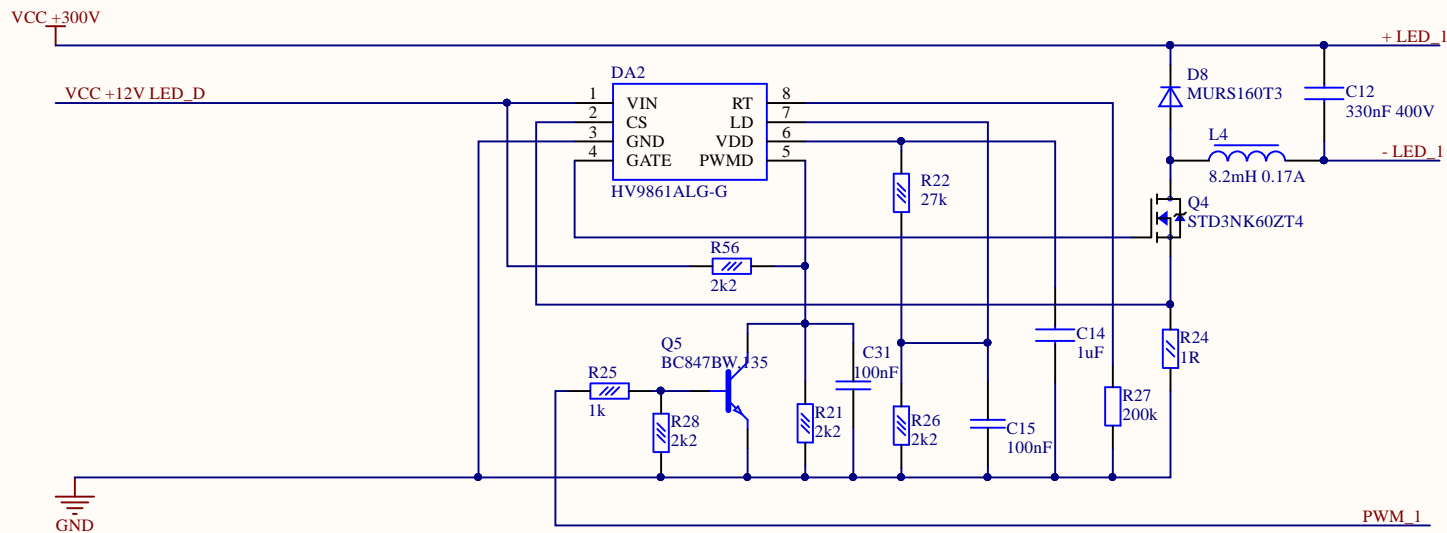 VCC +300V
+ LED_1
DA2
D8
MURS160T3
C12
330nF 400V
VCC +12V LED_D
1 VIN RT 8
2 CS LD 7
3 GND VDD 6
4 GATE PWMD 5
HV9861ALG-G
L4
8.2mH 0.17A
- LED_1
R22
27k
Q4
STD3NK60ZT4
R56
2k2
C14
1uF
R24
1R
Q5
BC847BW,135
C31
100nF
R25
1k
R28
2k2
R21
2k2
R26
2k2
C15
100nF
R27
200k
GND
PWM_1